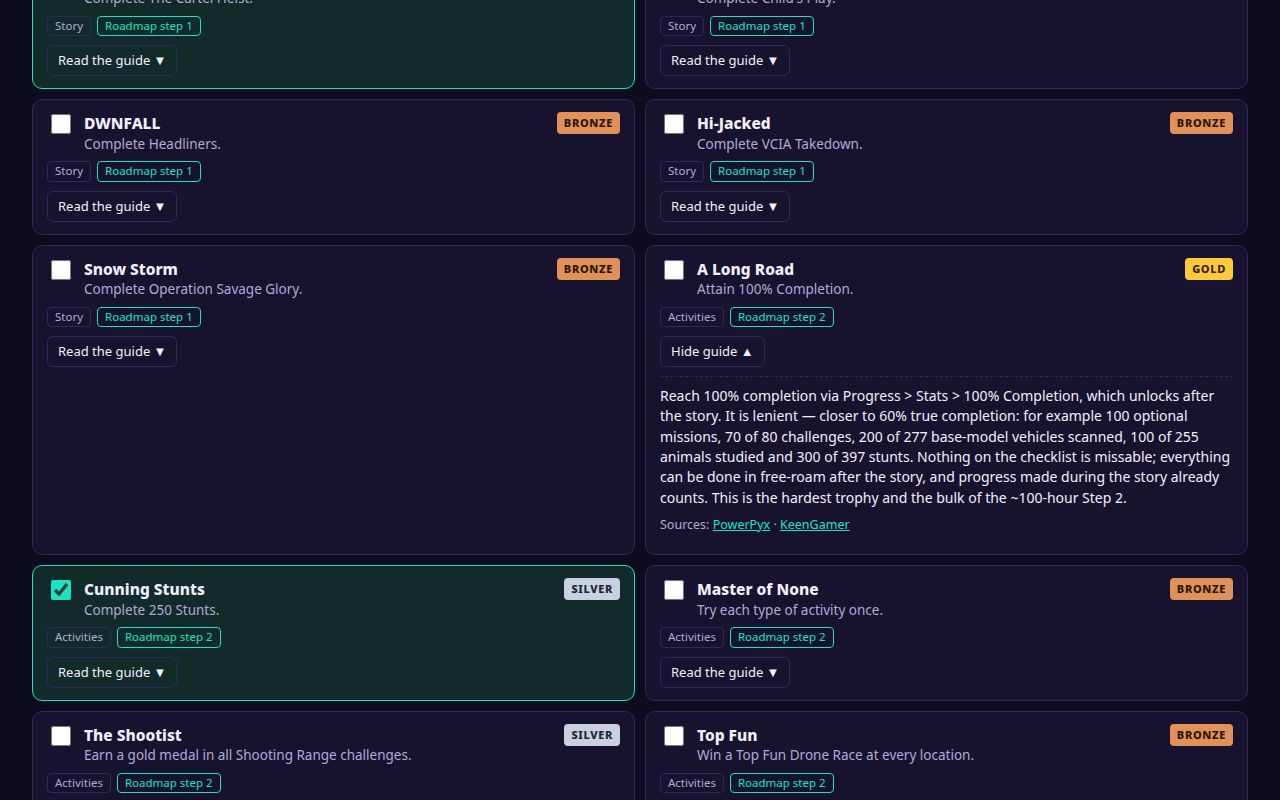 Story Roadmap step 1
Read the guide ▼
Story Roadmap step 1
Read the guide ▼
DWNFALL BRONZE
Complete Headliners.
Story Roadmap step 1
Read the guide ▼
Hi-Jacked BRONZE
Complete VCIA Takedown.
Story Roadmap step 1
Read the guide ▼
Snow Storm BRONZE
Complete Operation Savage Glory.
Story Roadmap step 1
Read the guide ▼
A Long Road GOLD
Attain 100% Completion.
Activities Roadmap step 2
Hide guide ▲
Reach 100% completion via Progress > Stats > 100% Completion, which unlocks after
the story. It is lenient — closer to 60% true completion: for example 100 optional
missions, 70 of 80 challenges, 200 of 277 base-model vehicles scanned, 100 of 255
animals studied and 300 of 397 stunts. Nothing on the checklist is missable; everything
can be done in free-roam after the story, and progress made during the story already
counts. This is the hardest trophy and the bulk of the ~100-hour Step 2.
Sources: PowerPyx · KeenGamer
Cunning Stunts SILVER
Complete 250 Stunts.
Activities Roadmap step 2
Read the guide ▼
Master of None BRONZE
Try each type of activity once.
Activities Roadmap step 2
Read the guide ▼
The Shootist SILVER
Earn a gold medal in all Shooting Range challenges.
Activities Roadmap step 2
Top Fun BRONZE
Win a Top Fun Drone Race at every location.
Activities Roadmap step 2